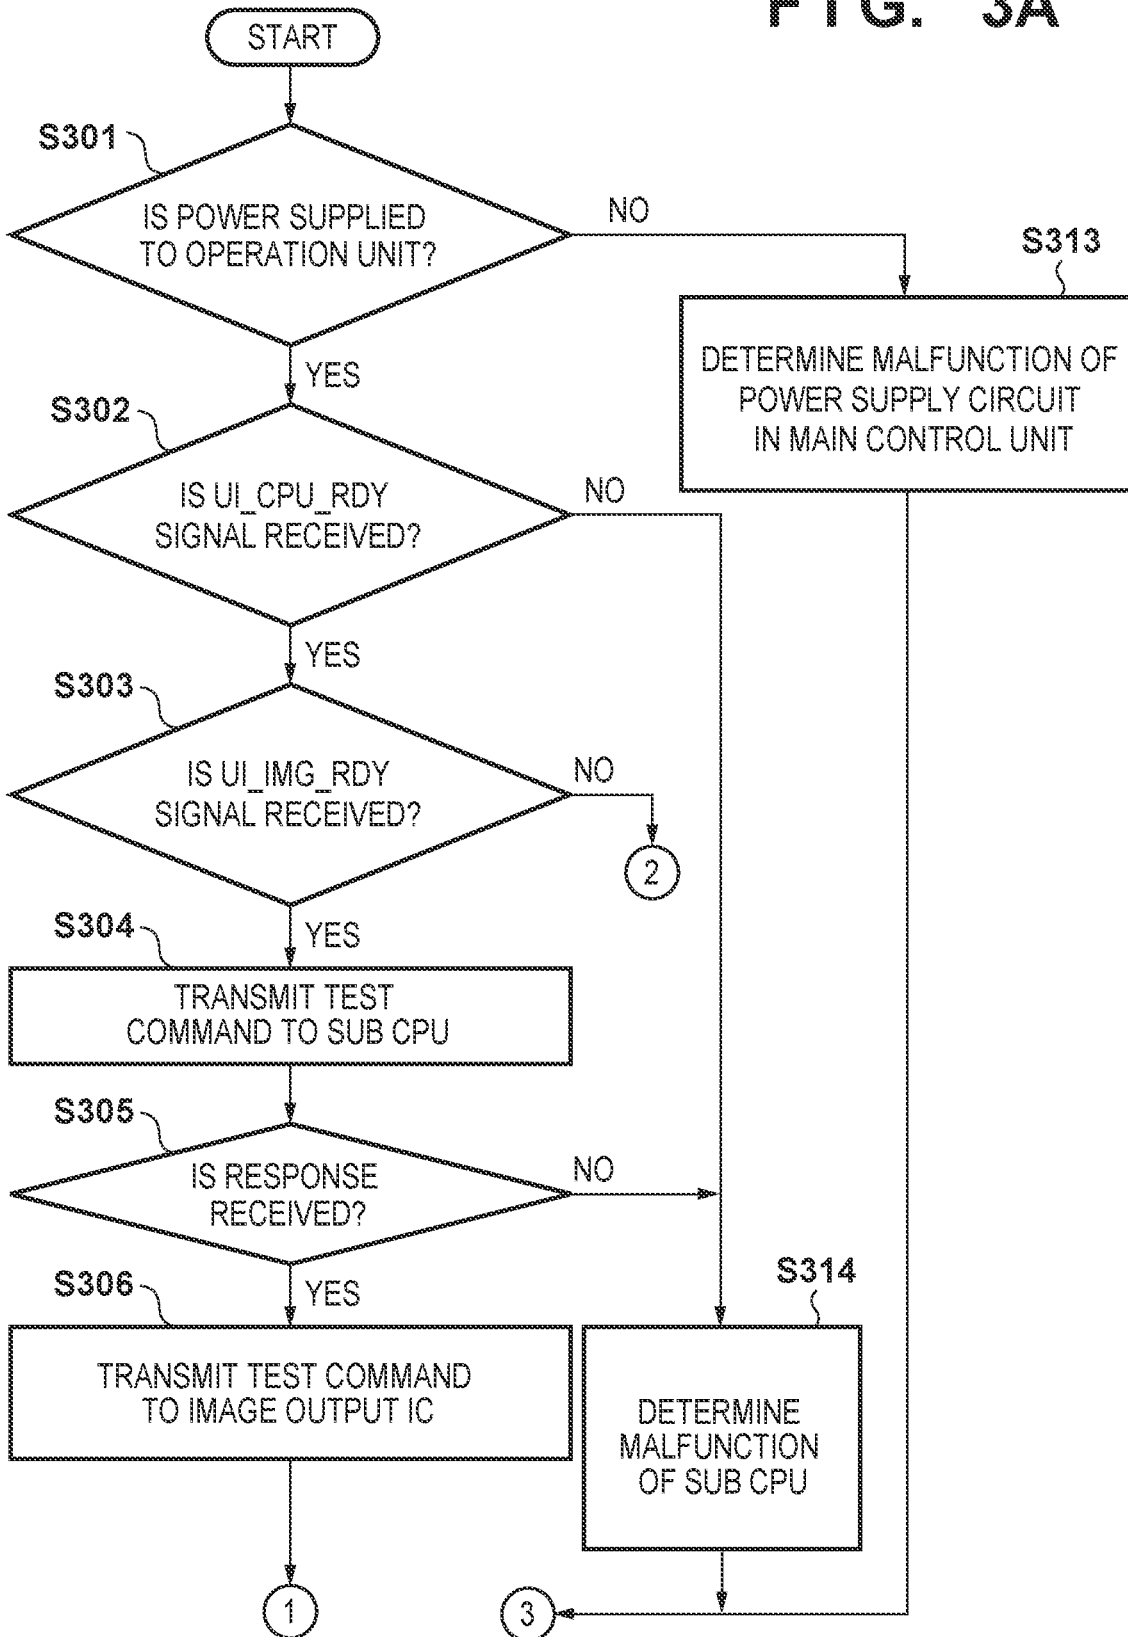 FIG. 3A
START
S301
IS POWER SUPPLIED
TO OPERATION UNIT?
NO
YES
S313
DETERMINE MALFUNCTION OF
POWER SUPPLY CIRCUIT
IN MAIN CONTROL UNIT
S302
IS UI_CPU_RDY
SIGNAL RECEIVED?
NO
YES
S303
IS UI_IMG_RDY
SIGNAL RECEIVED?
NO
2
YES
S304
TRANSMIT TEST
COMMAND TO SUB CPU
S305
IS RESPONSE
RECEIVED?
NO
YES
S306
TRANSMIT TEST COMMAND
TO IMAGE OUTPUT IC
S314
DETERMINE
MALFUNCTION
OF SUB CPU
1
3